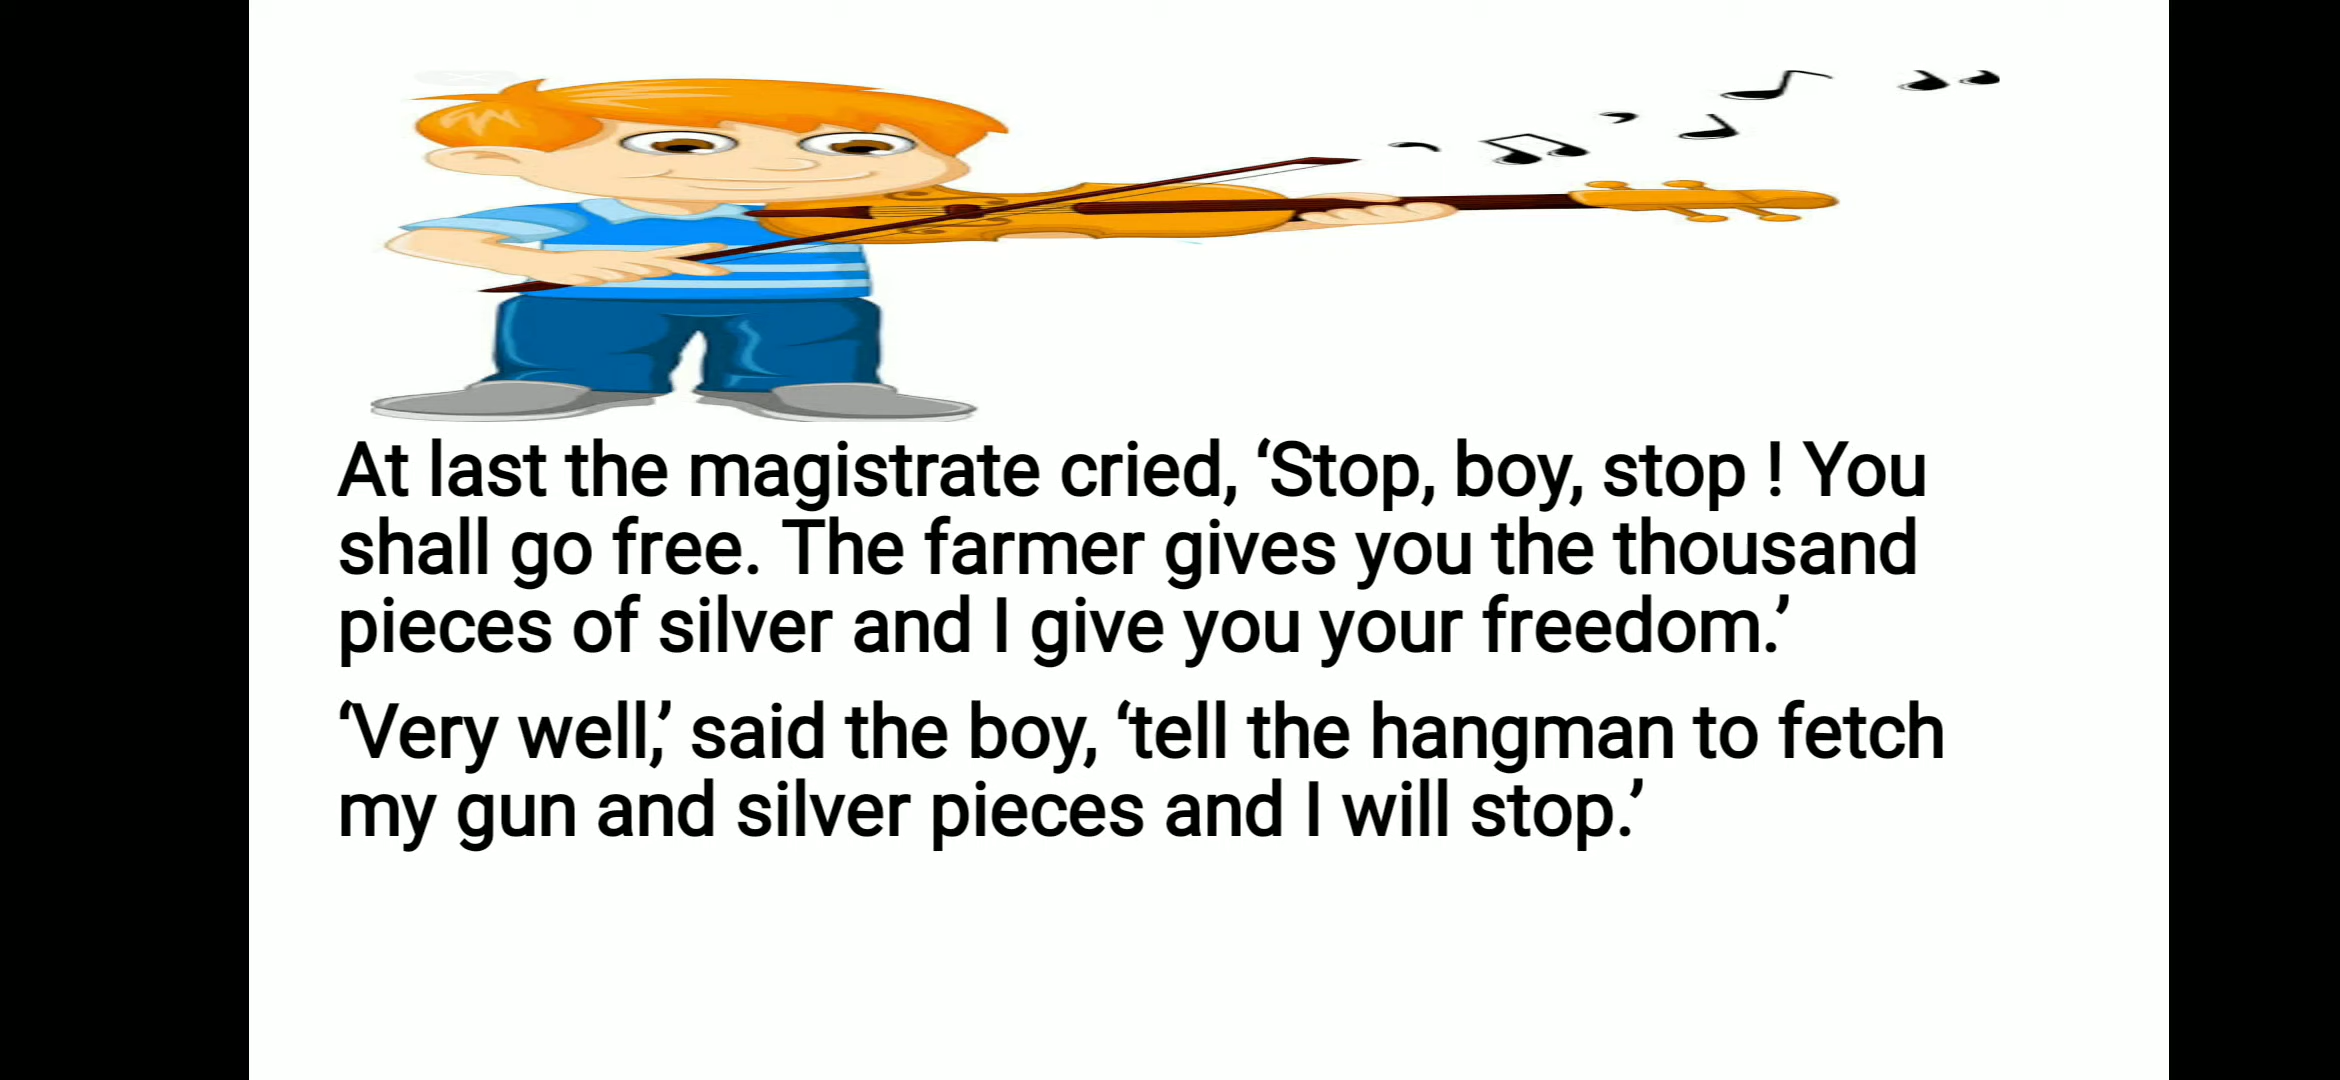 At last the magistrate cried, ‘Stop, boy, stop ! You
shall go free. The farmer gives you the thousand
pieces of silver and I give you your freedom.’
‘Very well,’ said the boy, ‘tell the hangman to fetch
my gun and silver pieces and I will stop.’